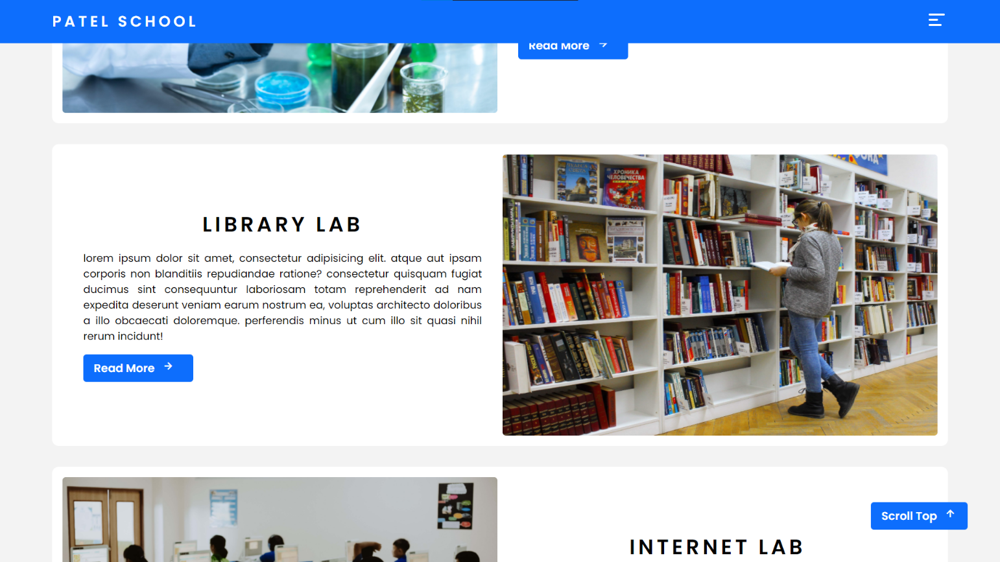 PATEL SCHOOL
Read More
LIBRARY LAB
lorem ipsum dolor sit amet, consectetur adipisicing elit. atque aut ipsam
corporis non blanditiis repudiandae ratione? consectetur quisquam fugiat
ducimus sint consequuntur laboriosam totam reprehenderit ad nam
expedita deserunt veniam earum nostrum ea, voluptas architecto doloribus
a illo obcaecati doloremque. perferendis minus ut cum illo sit quasi nihil
rerum incidunt!
Read More
ХРОНИКА
ЧЕЛОВЕЧЕСТВА
Scroll Top
INTERNET LAB